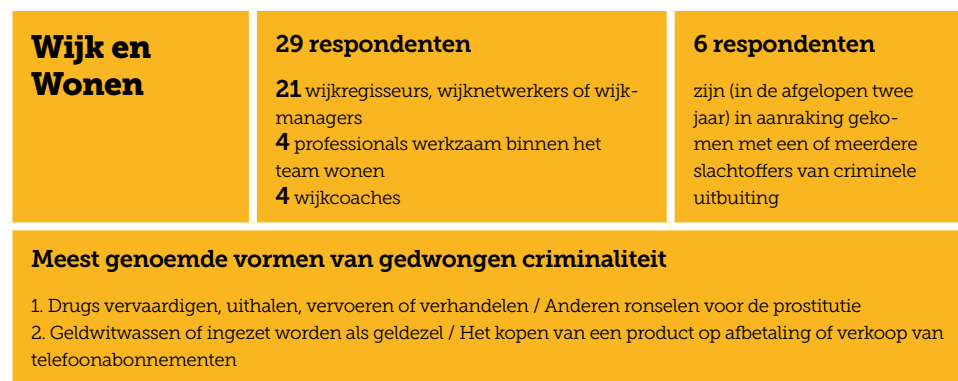 Wijk en
Wonen
29 respondenten
21 wijkregisseurs, wijknetwerkers of wijk-
managers
4 professionals werkzaam binnen het
team wonen
4 wijkcoaches
6 respondenten
zijn (in de afgelopen twee
jaar) in aanraking geko-
men met een of meerdere
slachtoffers van criminele
uitbuiting
Meest genoemde vormen van gedwongen criminaliteit
1. Drugs vervaardigen, uithalen, vervoeren of verhandelen / Anderen ronselen voor de prostitutie
2. Geldwitwassen of ingezet worden als geldezel / Het kopen van een product op afbetaling of verkoop van
telefoonabonnementen